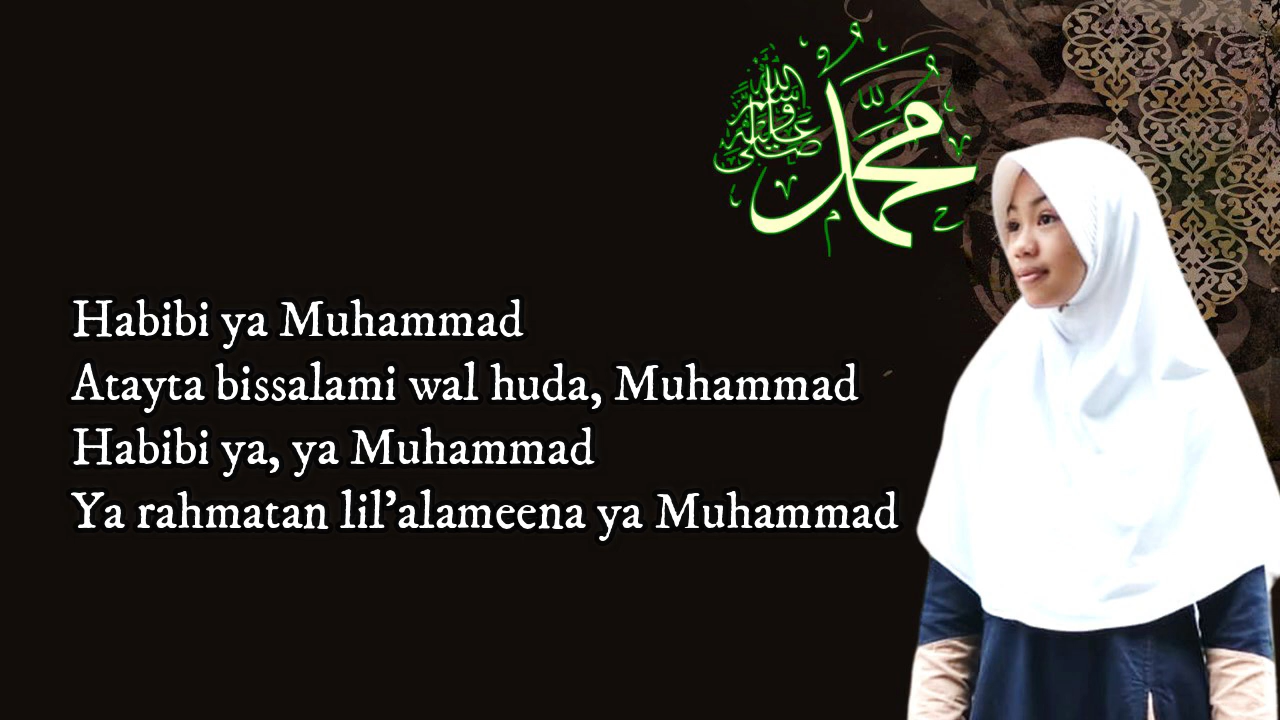 محمد
صلى الله عليه وسلم
Habibi ya Muhammad
Atayta bissalami wal huda, Muhammad
Habibi ya, ya Muhammad
Ya rahmatan lil’alameena ya Muhammad